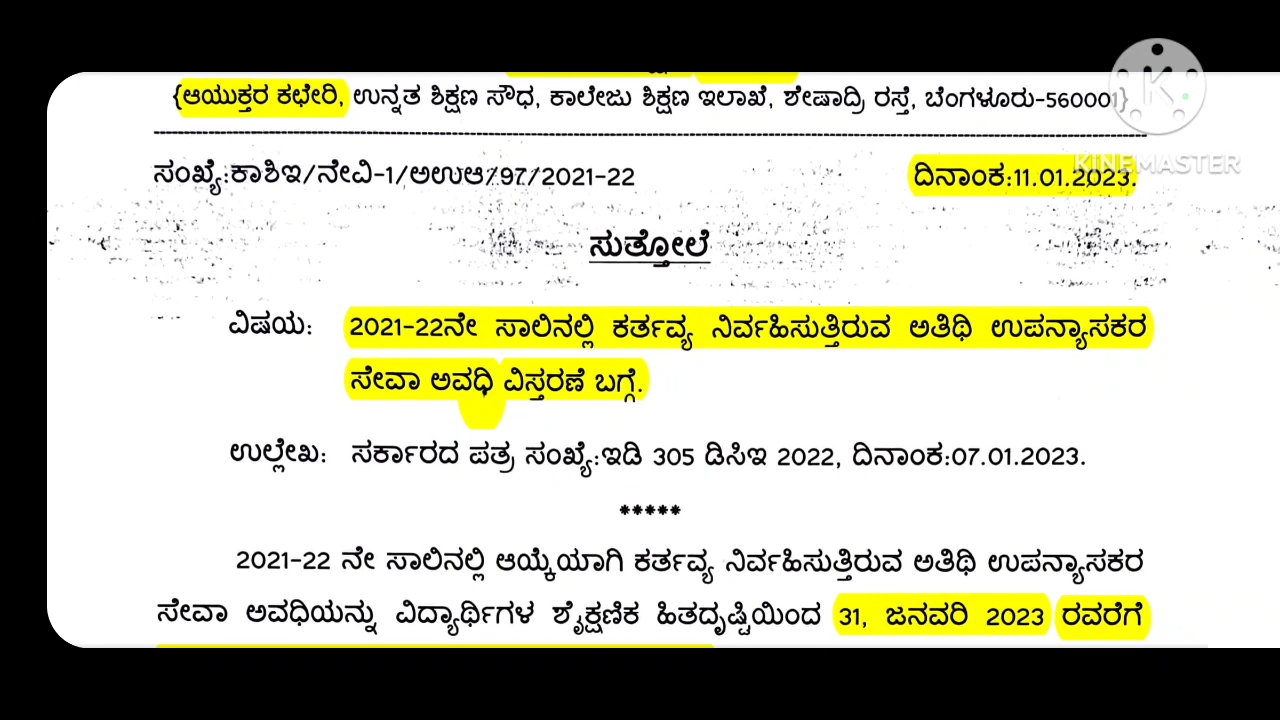 {ಆಯುಕ್ತರ ಕಛೇರಿ, ಉನ್ನತ ಶಿಕ್ಷಣ ಸೌಧ, ಕಾಲೇಜು ಶಿಕ್ಷಣ ಇಲಾಖೆ, ಶೇಷಾದ್ರಿ ರಸ್ತೆ, ಬೆಂಗಳೂರು-560001}
KINEMASTER
ಸಂಖ್ಯೆ:ಕಾಶಿಇ/ನೇವಿ-1/ಅಉಆ/97/2021-22 ದಿನಾಂಕ:11.01.2023.
ಸುತ್ತೋಲೆ
ವಿಷಯ: 2021-22ನೇ ಸಾಲಿನಲ್ಲಿ ಕರ್ತವ್ಯ ನಿರ್ವಹಿಸುತ್ತಿರುವ ಅತಿಥಿ ಉಪನ್ಯಾಸಕರ
ಸೇವಾ ಅವಧಿ ವಿಸ್ತರಣೆ ಬಗ್ಗೆ.
ಉಲ್ಲೇಖ: ಸರ್ಕಾರದ ಪತ್ರ ಸಂಖ್ಯೆ:ಇಡಿ 305 ಡಿಸಿಇ 2022, ದಿನಾಂಕ:07.01.2023.
*****
2021-22 ನೇ ಸಾಲಿನಲ್ಲಿ ಆಯ್ಕೆಯಾಗಿ ಕರ್ತವ್ಯ ನಿರ್ವಹಿಸುತ್ತಿರುವ ಅತಿಥಿ ಉಪನ್ಯಾಸಕರ
ಸೇವಾ ಅವಧಿಯನ್ನು ವಿದ್ಯಾರ್ಥಿಗಳ ಶೈಕ್ಷಣಿಕ ಹಿತದೃಷ್ಟಿಯಿಂದ 31, ಜನವರಿ 2023 ರವರೆಗೆ